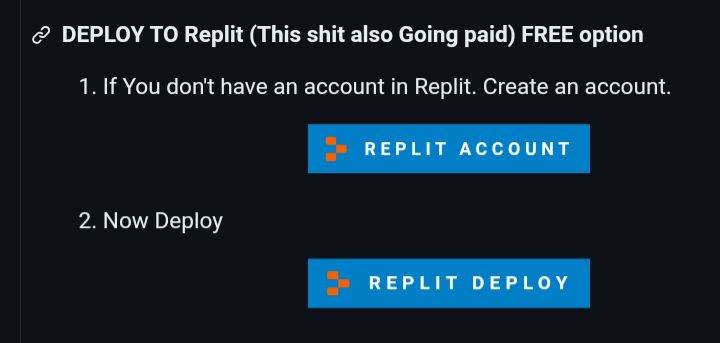 DEPLOY TO Replit (This shit also Going paid) FREE option
1. If You don't have an account in Replit. Create an account.
REPLIT ACCOUNT
2. Now Deploy
REPLIT DEPLOY